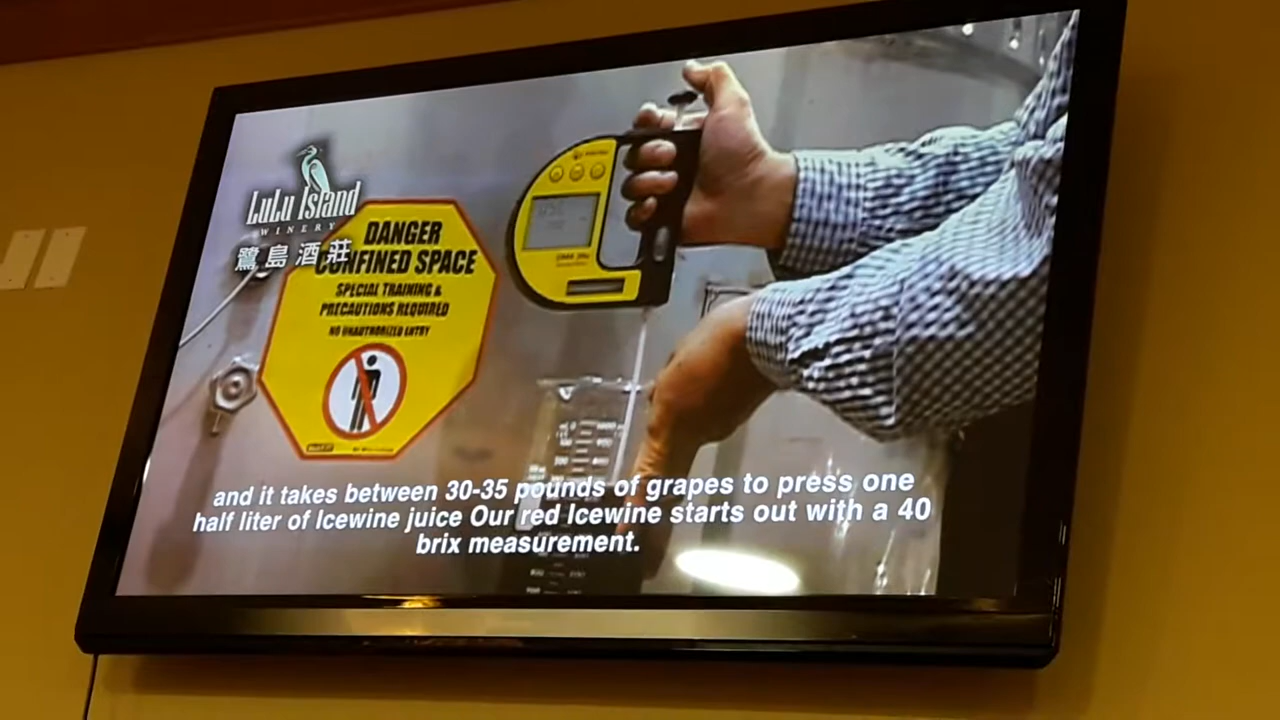 LuLu Island
WINERY
鷺島酒莊
DANGER
CONFINED SPACE
SPECIAL TRAINING &
PRECAUTIONS REQUIRED
NO UNAUTHORIZED ENTRY
and it takes between 30-35 pounds of grapes to press one
half liter of Icewine juice Our red Icewine starts out with a 40
brix measurement.